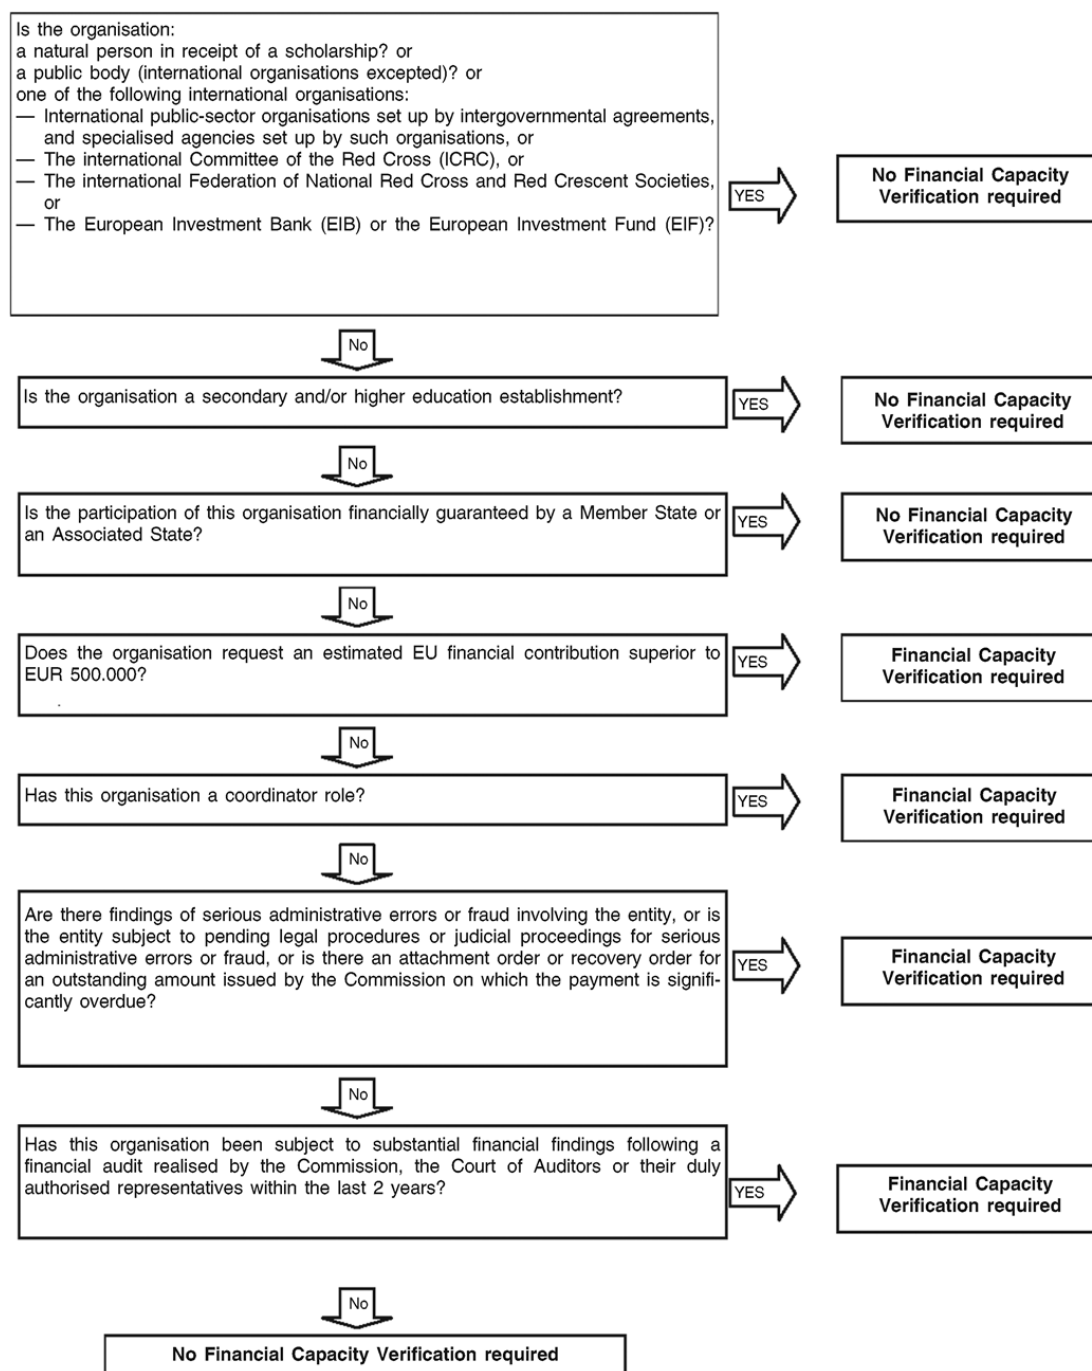 Is the organisation:
a natural person in receipt of a scholarship? or
a public body (international organisations excepted)? or
one of the following international organisations:
— International public-sector organisations set up by intergovernmental agreements,
and specialised agencies set up by such organisations, or
— The international Committee of the Red Cross (ICRC), or
— The international Federation of National Red Cross and Red Crescent Societies,
or
— The European Investment Bank (EIB) or the European Investment Fund (EIF)?
YES
No Financial Capacity
Verification required
No
Is the organisation a secondary and/or higher education establishment?
YES
No Financial Capacity
Verification required
No
Is the participation of this organisation financially guaranteed by a Member State or
an Associated State?
YES
No Financial Capacity
Verification required
No
Does the organisation request an estimated EU financial contribution superior to
EUR 500.000?
YES
Financial Capacity
Verification required
No
Has this organisation a coordinator role?
YES
Financial Capacity
Verification required
No
Are there findings of serious administrative errors or fraud involving the entity, or is
the entity subject to pending legal procedures or judicial proceedings for serious
administrative errors or fraud, or is there an attachment order or recovery order for
an outstanding amount issued by the Commission on which the payment is signifi-
cantly overdue?
YES
Financial Capacity
Verification required
No
Has this organisation been subject to substantial financial findings following a
financial audit realised by the Commission, the Court of Auditors or their duly
authorised representatives within the last 2 years?
YES
Financial Capacity
Verification required
No
No Financial Capacity Verification required